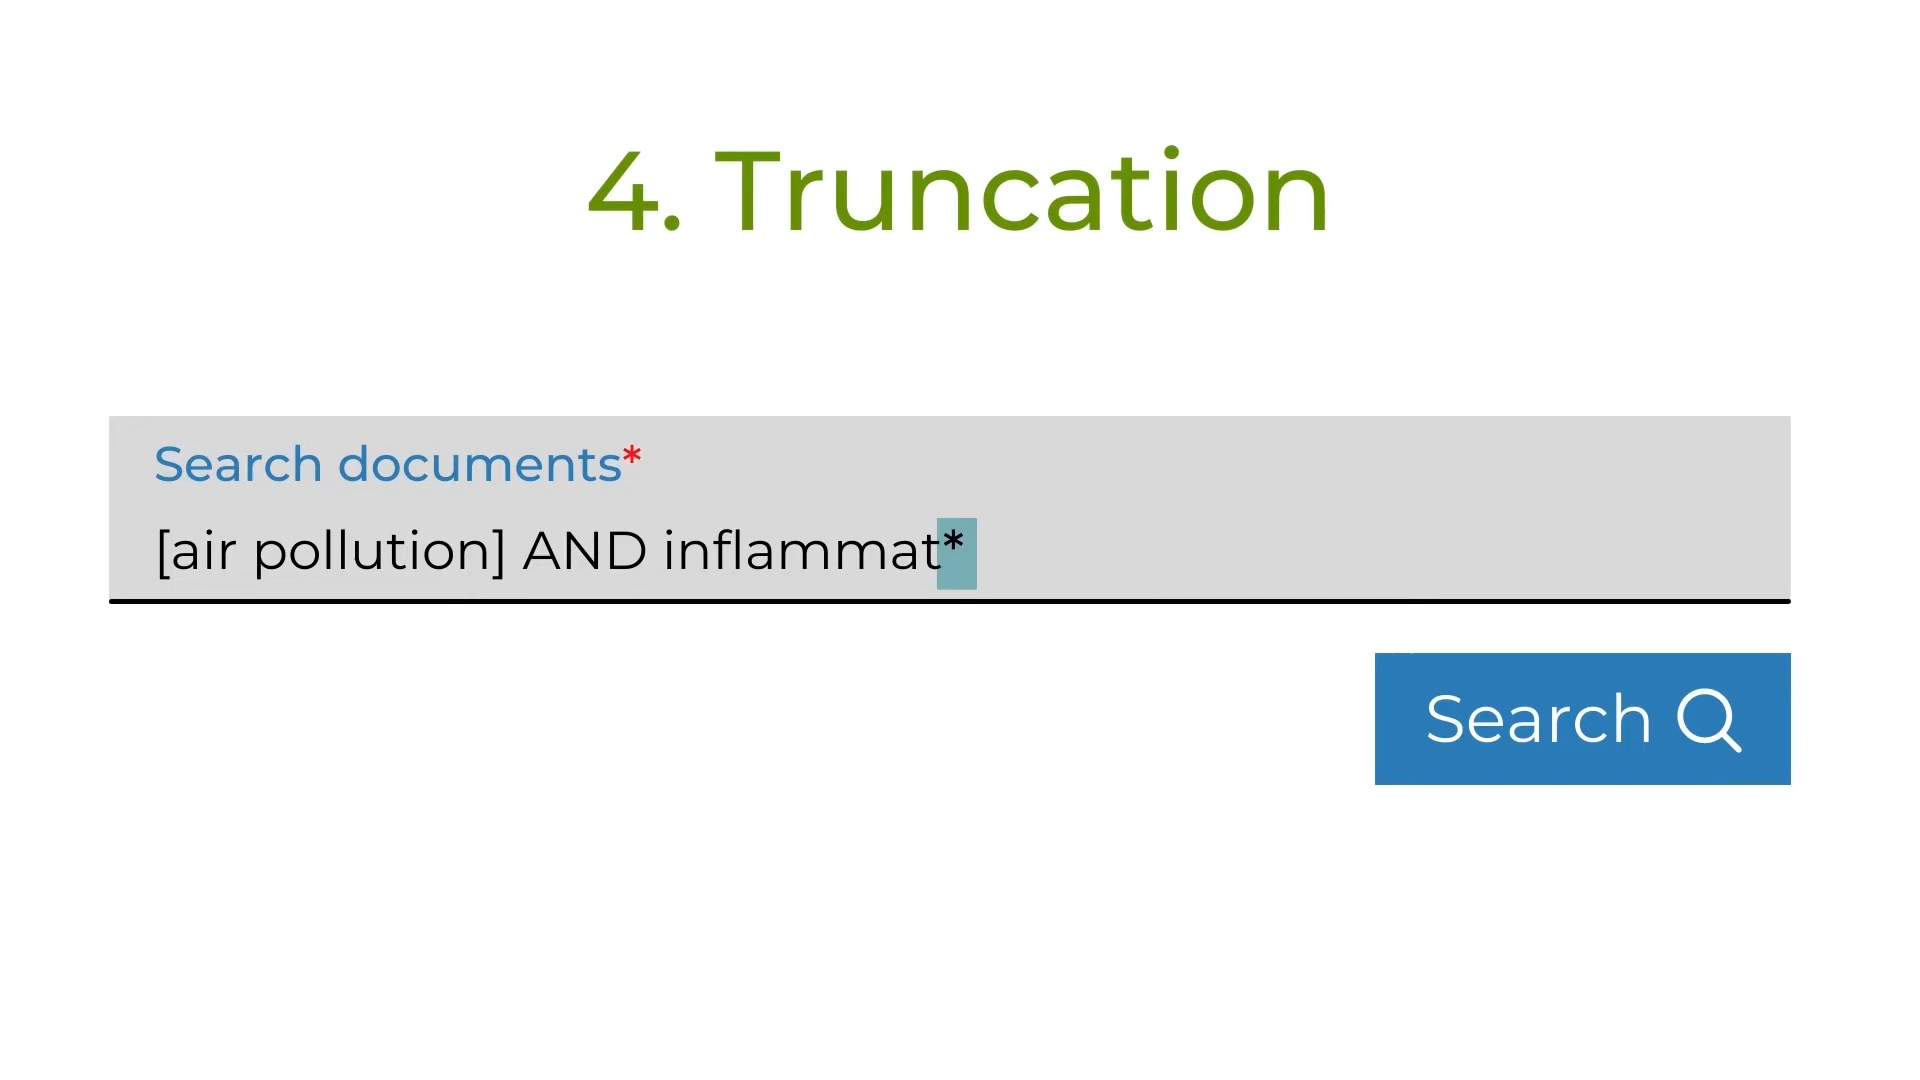 4. Truncation
Search documents*
[air pollution] AND inflammat*
Search